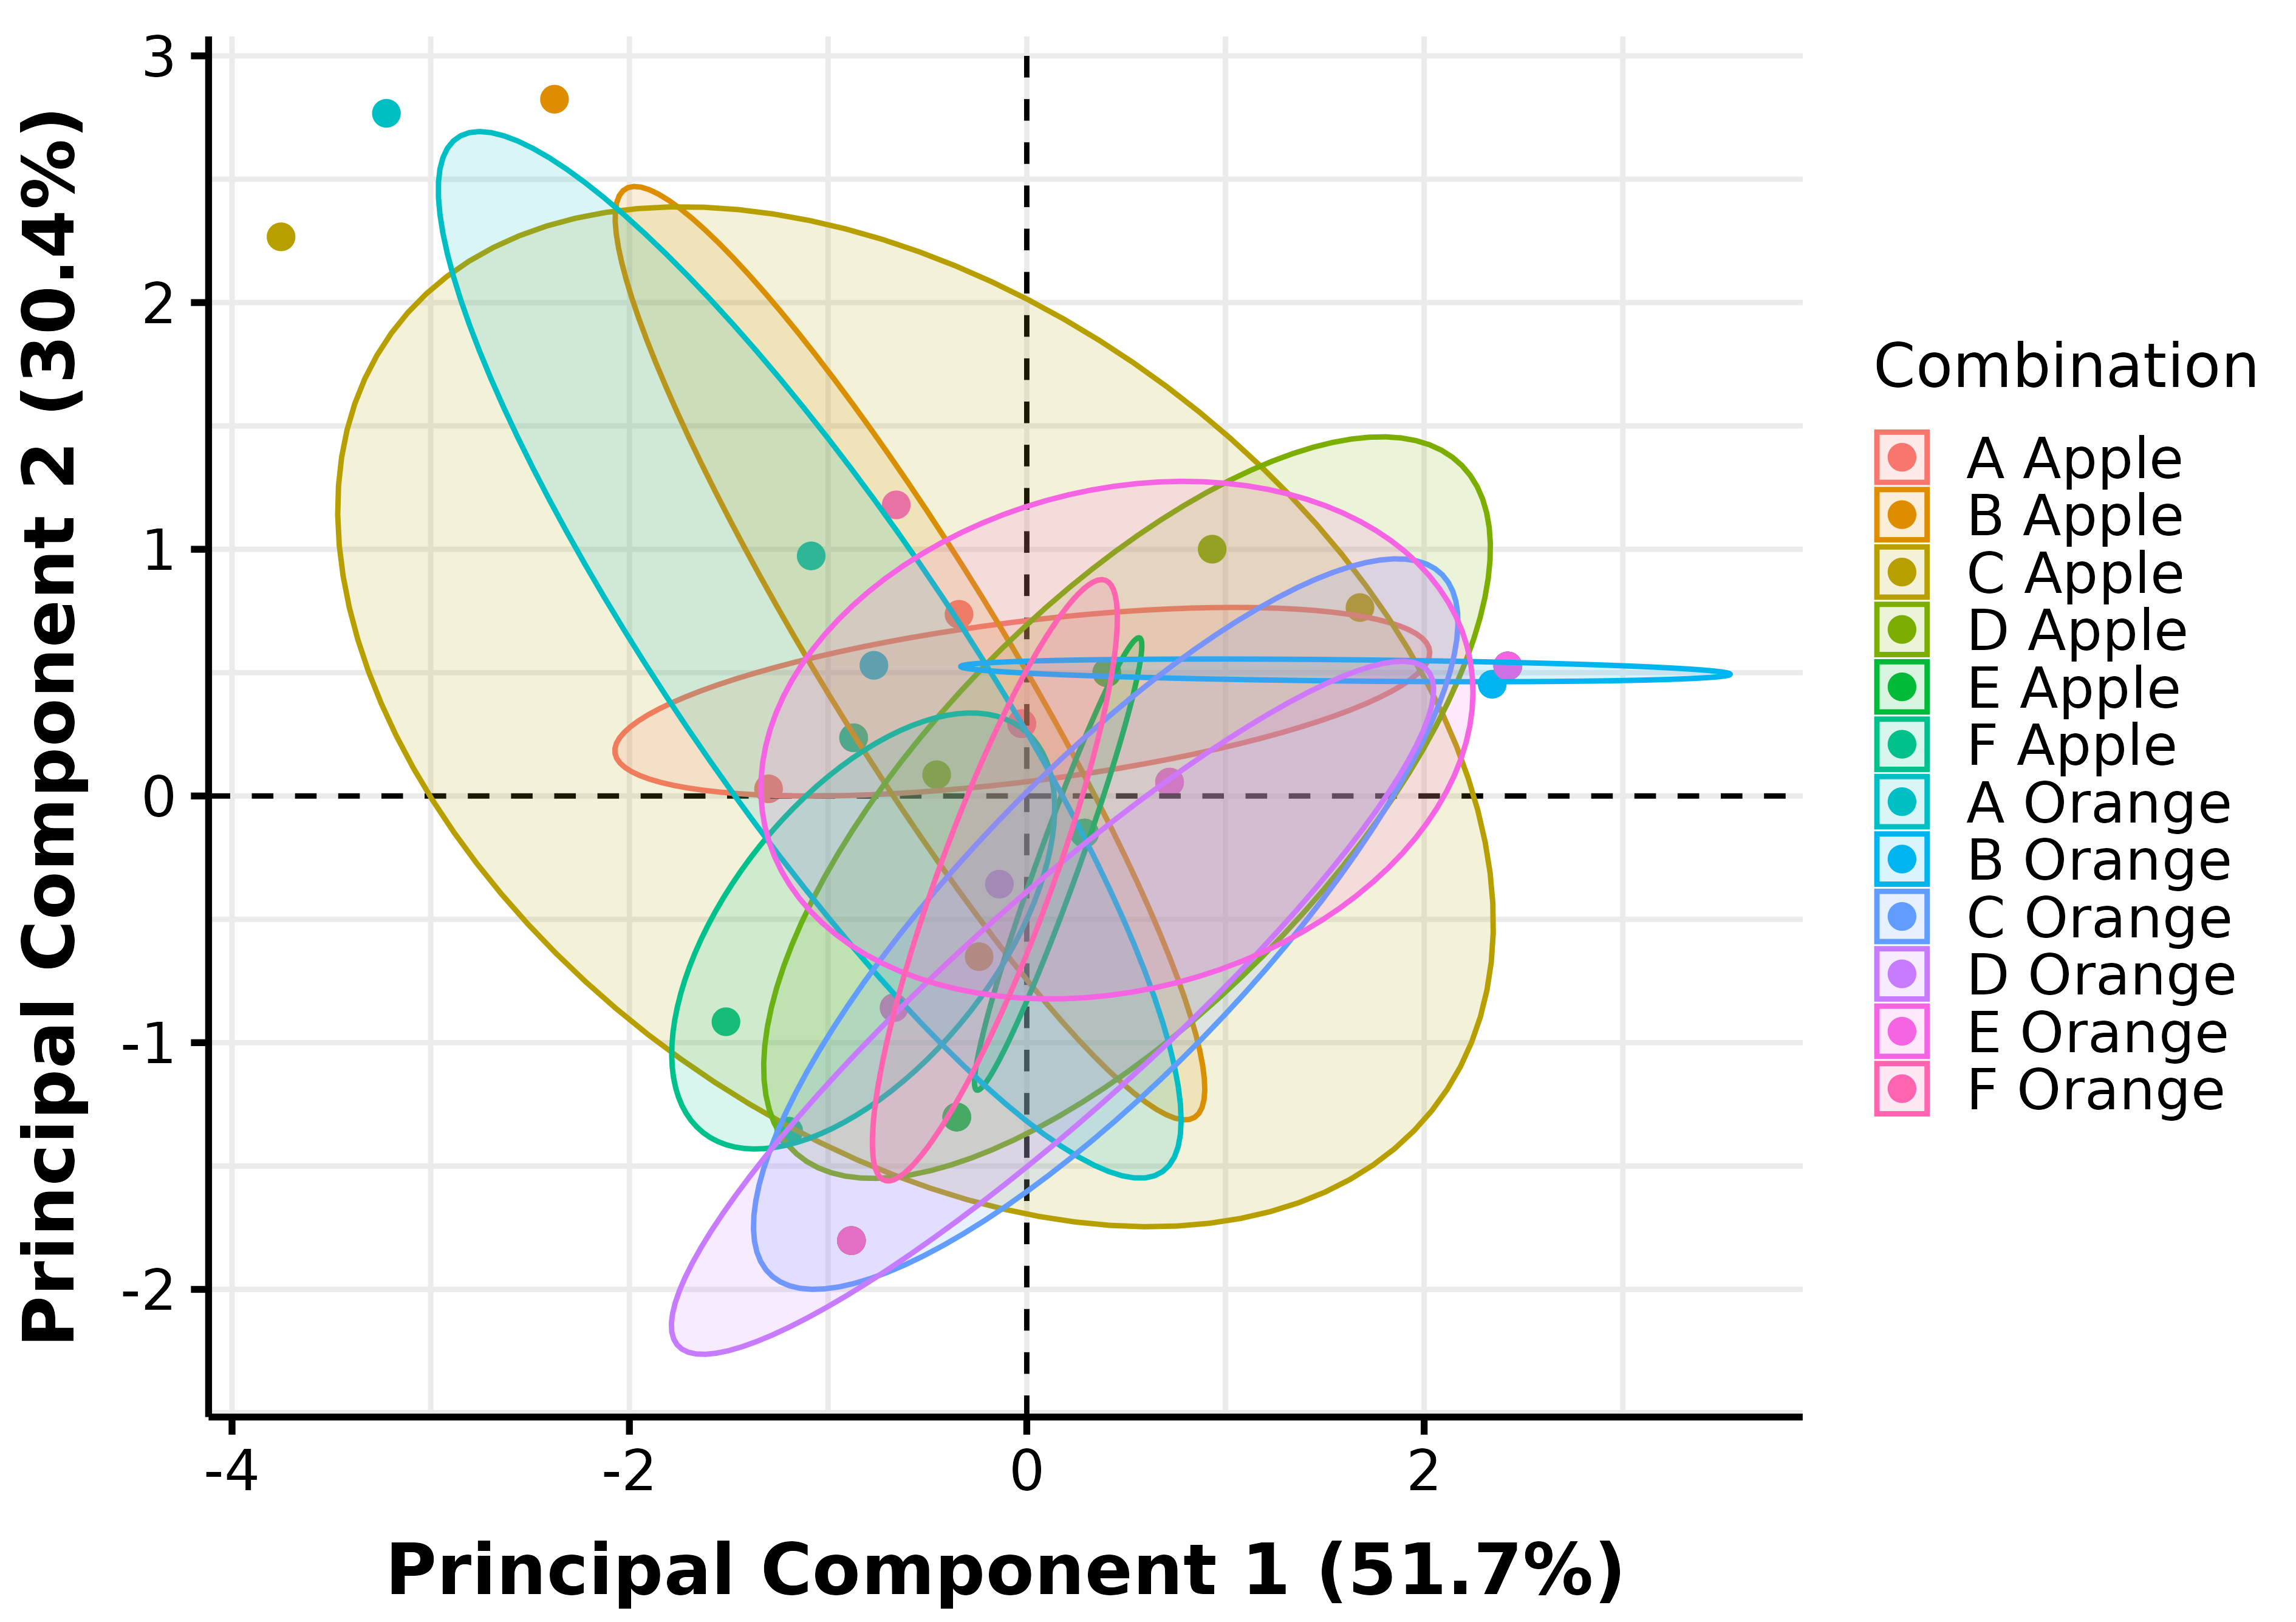 3
2
1
0
-1
-2
-4
-2
0
2
Principal Component 2 (30.4%)
Principal Component 1 (51.7%)
Combination
A Apple
B Apple
C Apple
D Apple
E Apple
F Apple
A Orange
B Orange
C Orange
D Orange
E Orange
F Orange